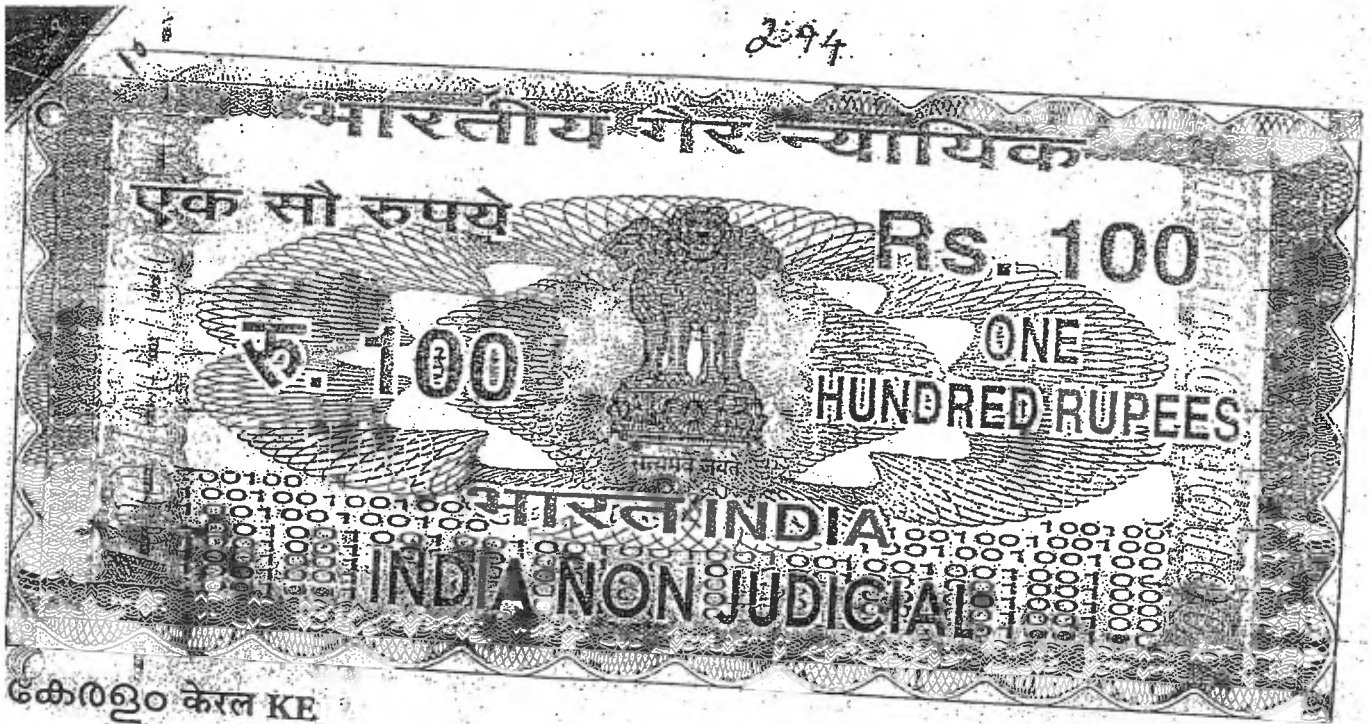 294
भारतीय गैर न्यायिक
एक सौ रुपये
Rs. 100
रु. 100
ONE
HUNDRED RUPEES
सत्यमेव जयते
भारत INDIA
INDIA NON JUDICIAL
കേരളം केरल KE